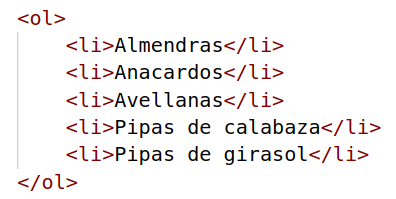 <ol>
    <li>Almendras</li>
    <li>Anacardos</li>
    <li>Avellanas</li>
    <li>Pipas de calabaza</li>
    <li>Pipas de girasol</li>
</ol>